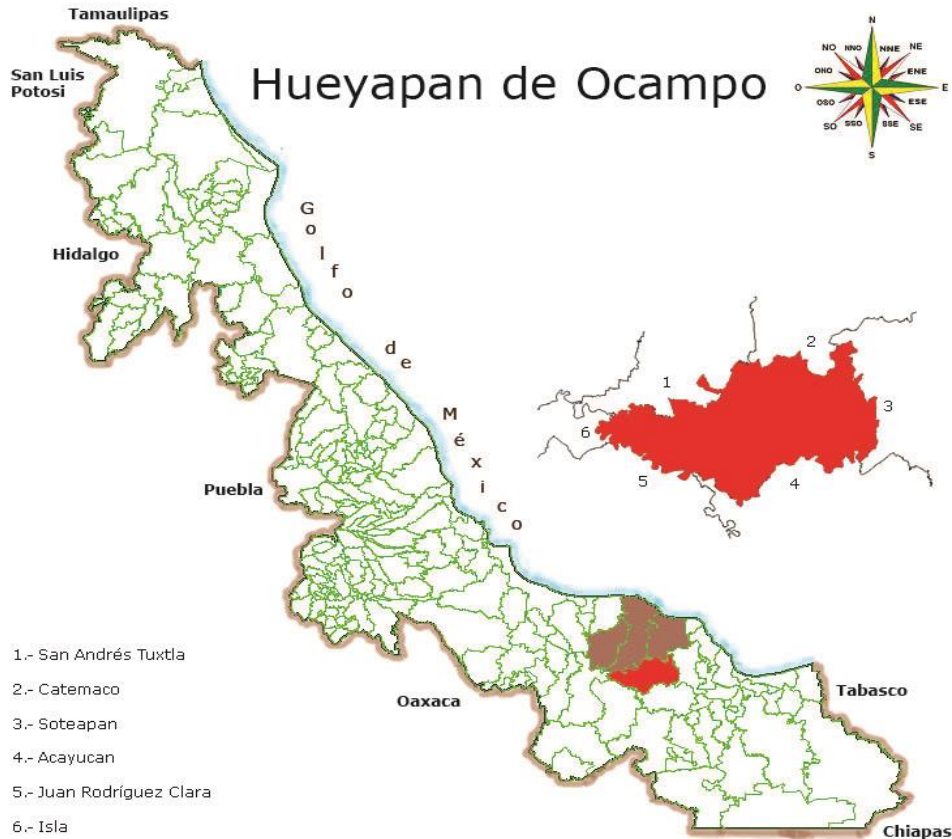 Tamaulipas
San Luis
Potosi
Hueyapan de Ocampo
N
NNO
NNE
NO
NE
ONO
ENE
O
E
OSO
ESE
SO
SSO
SSE
SE
S
Golfo de México
Hidalgo
Puebla
1
2
3
4
5
6
Oaxaca
Tabasco
Chiapas
1.- San Andrés Tuxtla
2.- Catemaco
3.- Soteapan
4.- Acayucan
5.- Juan Rodríguez Clara
6.- Isla